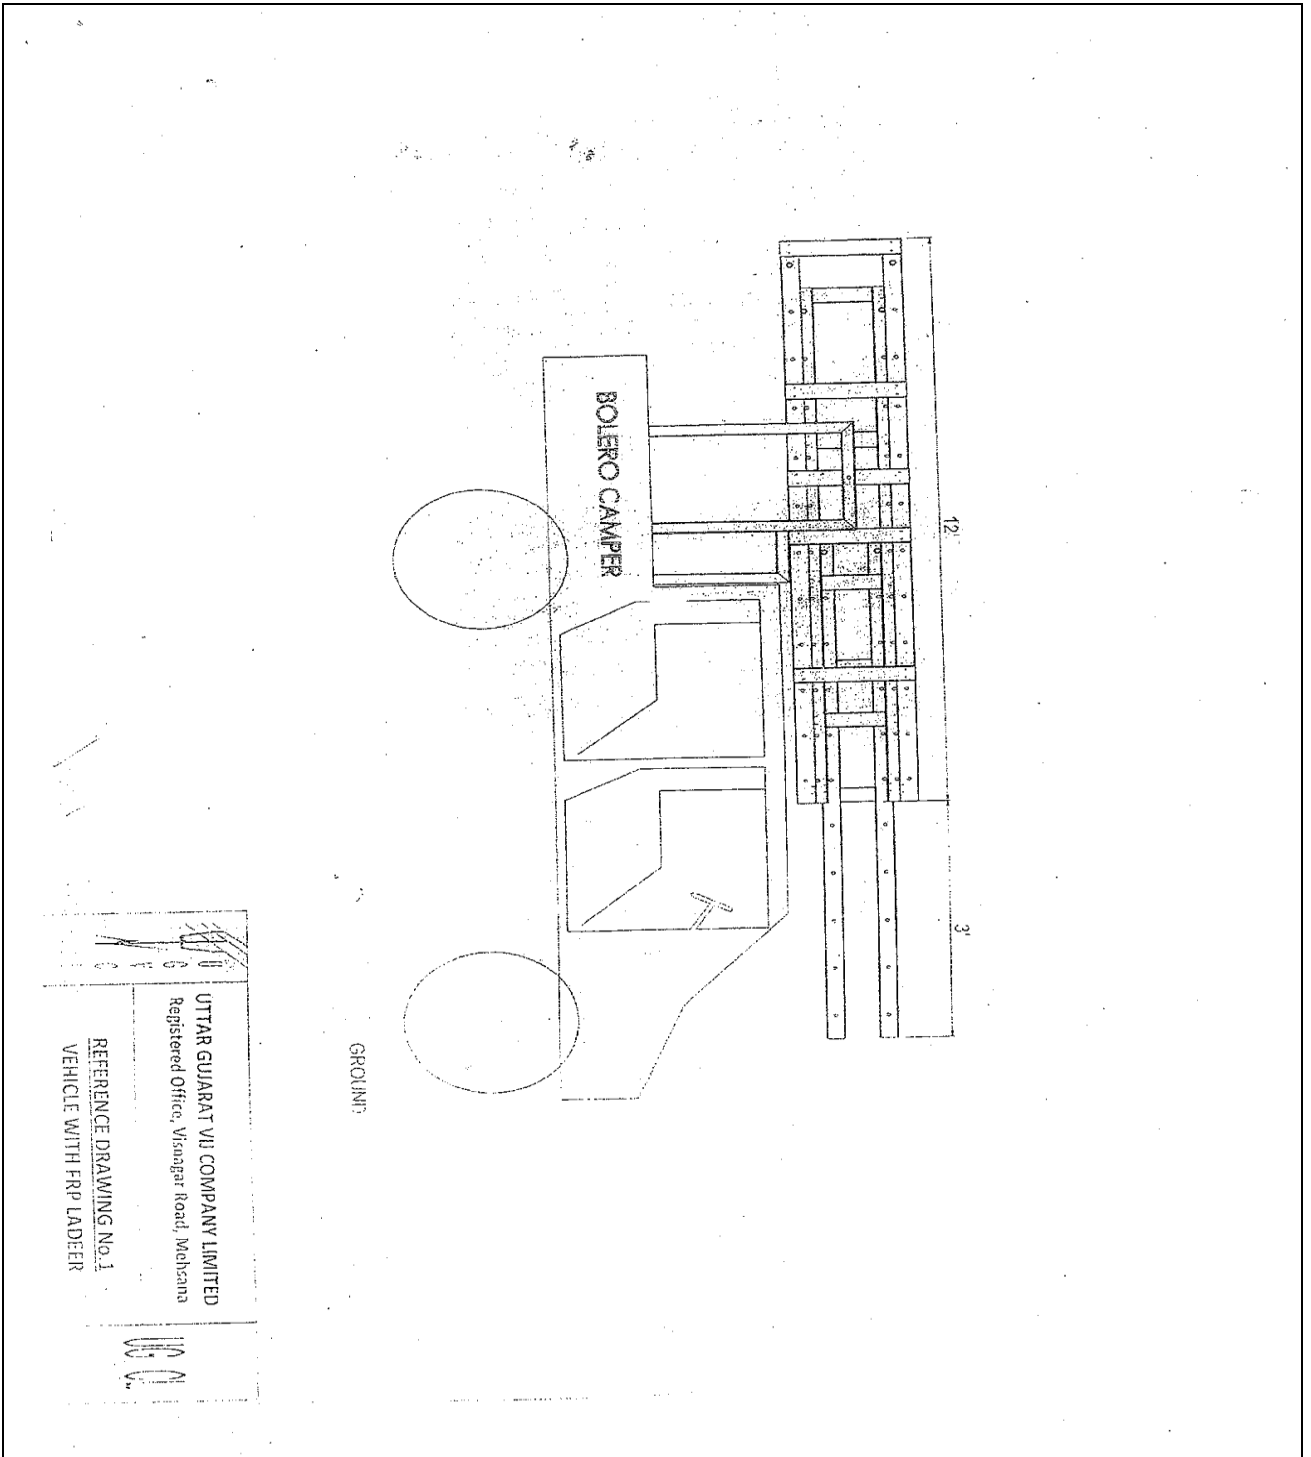 12'
3'
BOLERO CAMPER
GROUND
UTTAR GUJARAT VIJ COMPANY LIMITED
Registered Office, Visnagar Road, Mehsana
REFERENCE DRAWING No.1
VEHICLE WITH FRP LADEER